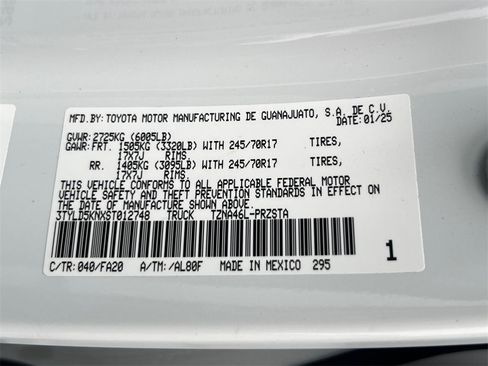 MFD.BY: TOYOTA MOTOR MANUFACTURING DE GUANAJUATO, S.A. DE C.V.
DATE: 01/25
GVWR: 2725KG (6005LB)
GAWR: FRT. 1505KG (3320LB) WITH 245/70R17 TIRES,
17X7J RIMS.
RR. 1405KG (3095LB) WITH 245/70R17 TIRES,
17X7J RIMS.
THIS VEHICLE CONFORMS TO ALL APPLICABLE FEDERAL MOTOR
VEHICLE SAFETY AND THEFT PREVENTION STANDARDS IN EFFECT ON
THE DATE OF MANUFACTURE SHOWN ABOVE.
3TYLD5KNXST012748 TRUCK TZNA46L-PRZSTA
C/TR: 040/FA20 A/TM: /AL80F MADE IN MEXICO 295
1